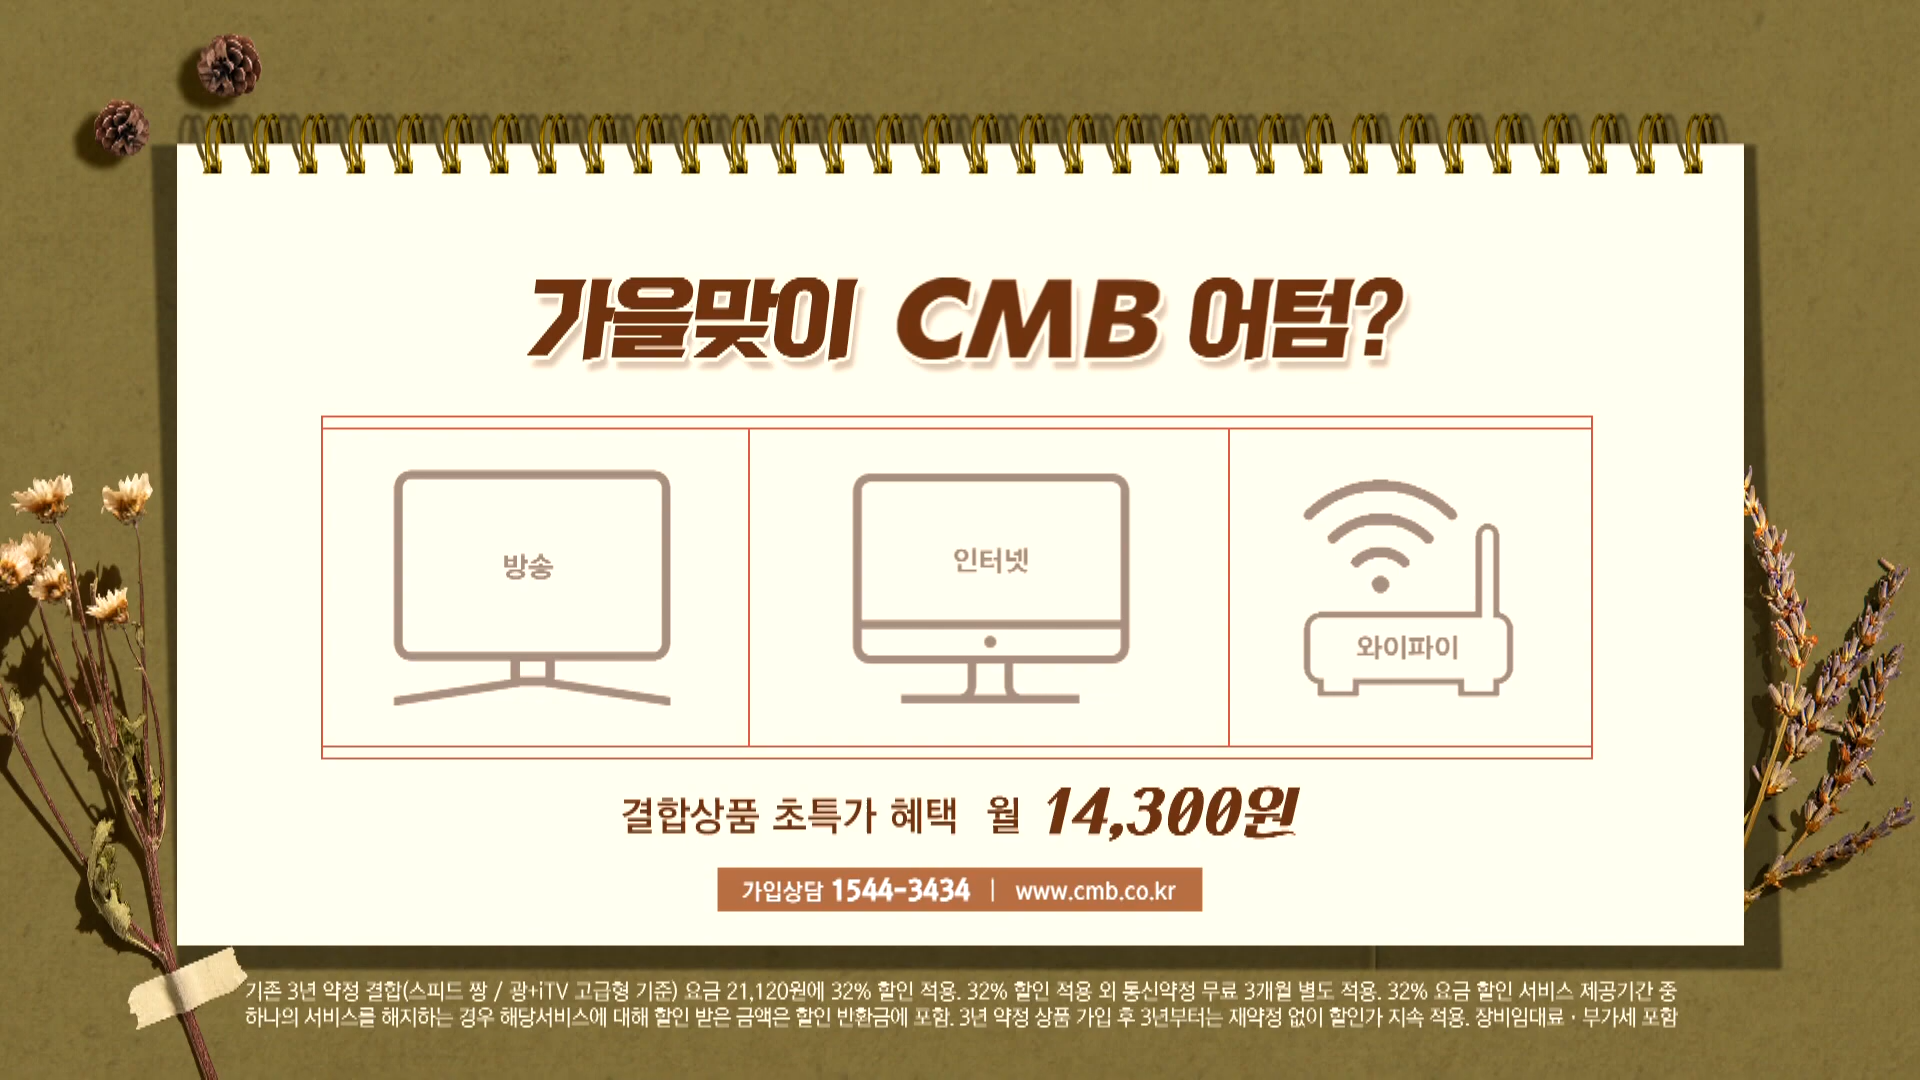 가을맞이 CMB 어텀?
방송
인터넷
와이파이
결합상품 초특가 혜택 월 14,300원
가입상담 1544-3434 | www.cmb.co.kr
기존 3년 약정 결합(스피드 짱 / 광+iTV 고급형 기준) 요금 21,120원에 32% 할인 적용. 32% 할인 적용 외 통신약정 무료 3개월 별도 적용. 32% 요금 할인 서비스 제공기간 중
하나의 서비스를 해지하는 경우 해당서비스에 대해 할인 받은 금액은 할인 반환금에 포함. 3년 약정 상품 가입 후 3년부터는 재약정 없이 할인가 지속 적용. 장비임대료 · 부가세 포함